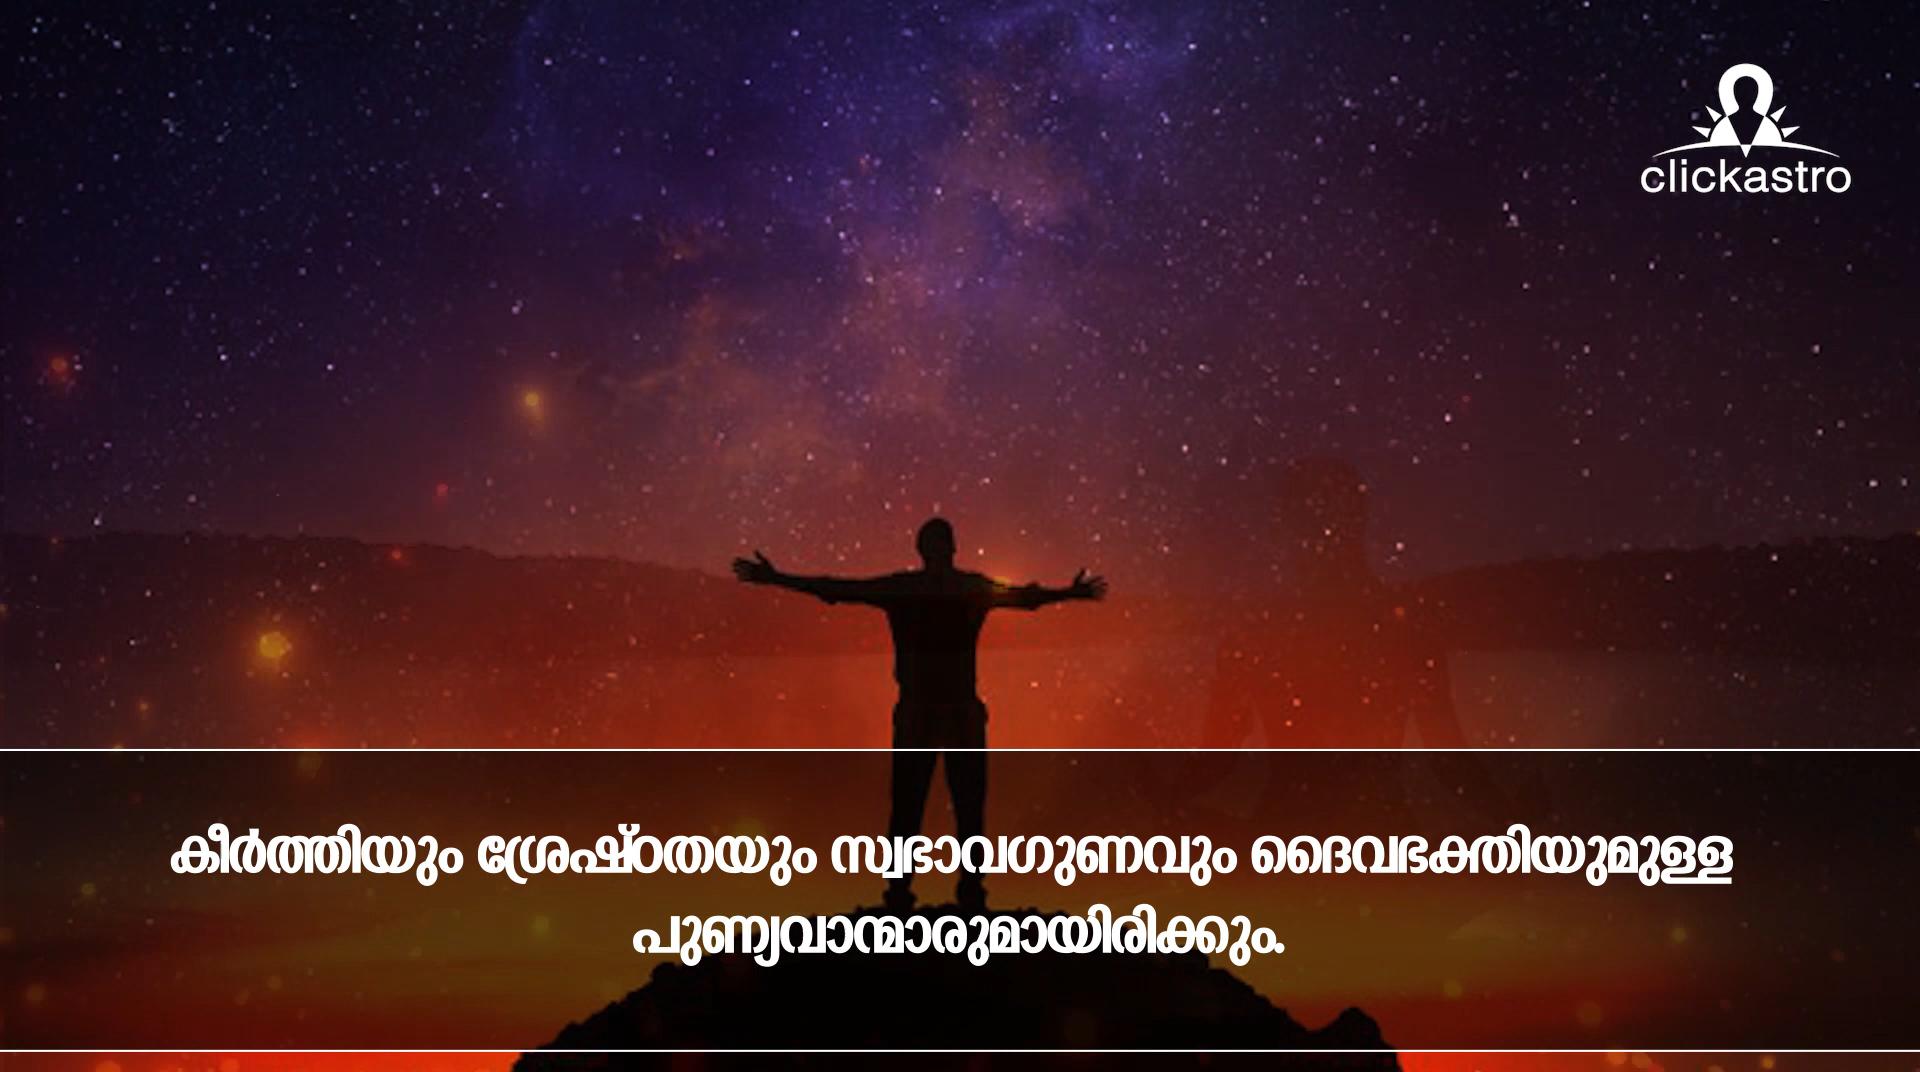 clickastro
കീർത്തിയും ശ്രേഷ്ഠതയും സ്വഭാവഗുണവും ദൈവഭക്തിയുമുള്ള
പുണ്യവാന്മാരുമായിരിക്കും.